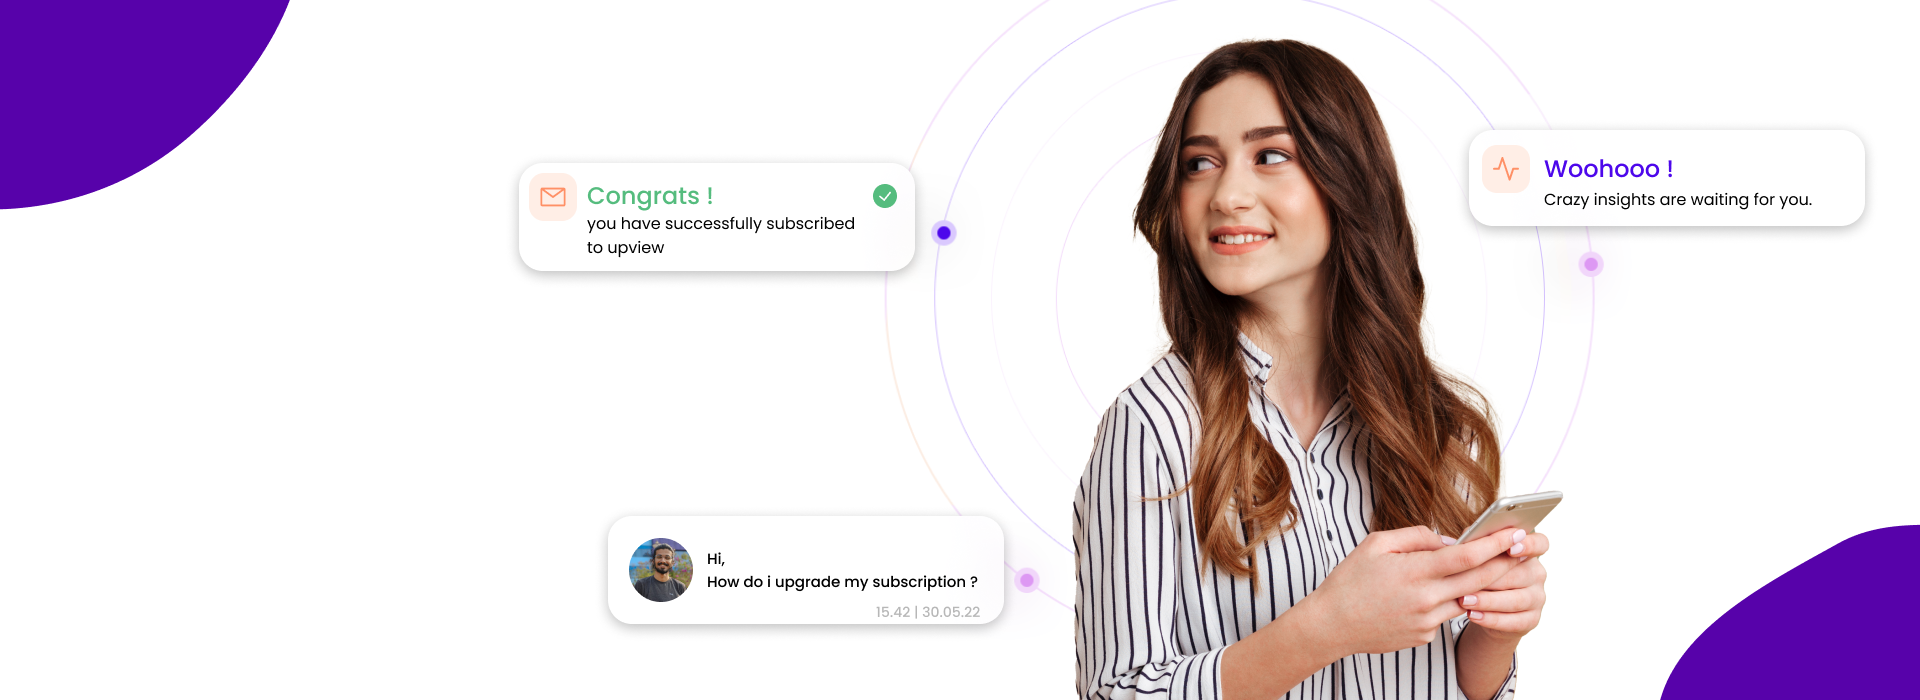 Congrats !
you have successfully subscribed
to upview
Woohooo !
Crazy insights are waiting for you.
Hi,
How do i upgrade my subscription ?
15.42 | 30.05.22